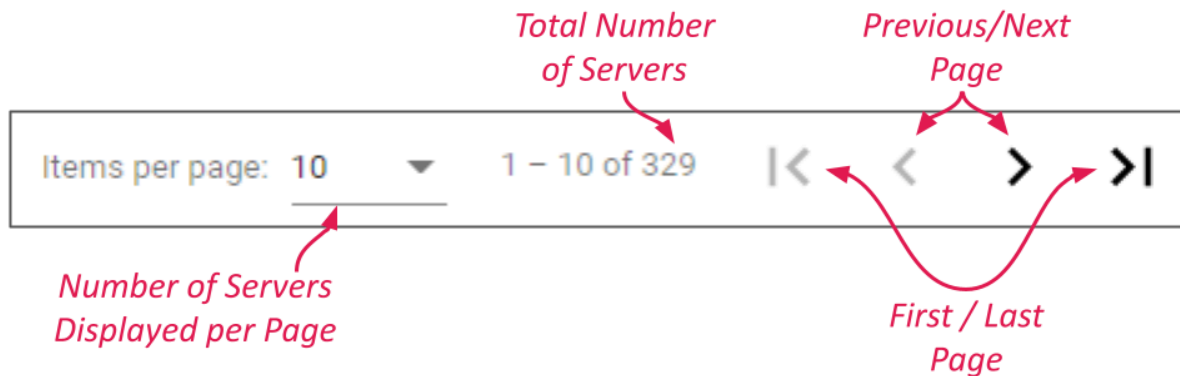 Total Number
of Servers
Previous/Next
Page
Items per page: 10 1 – 10 of 329
Number of Servers
Displayed per Page
First / Last
Page